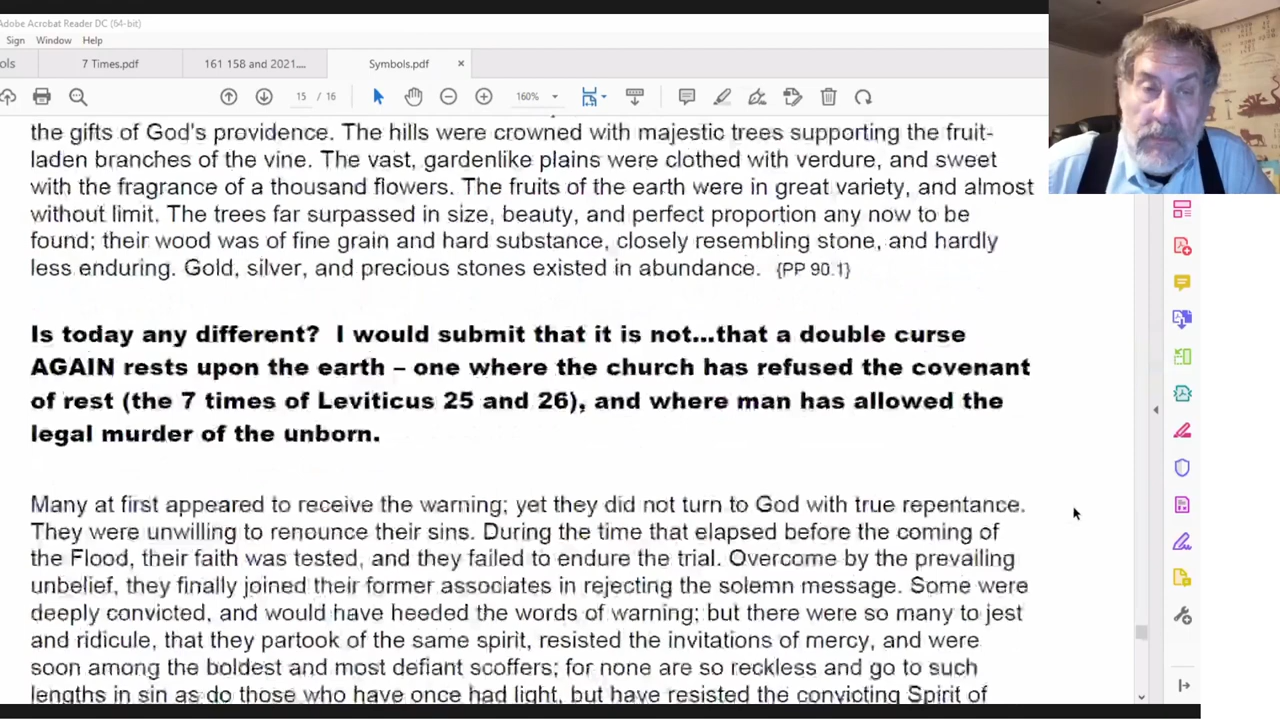 Adobe Acrobat Reader DC (64-bit)
Sign Window Help
ols 7 Times.pdf 161 158 and 2021.... Symbols.pdf ×
15 / 16 160%
the gifts of God's providence. The hills were crowned with majestic trees supporting the fruit-
laden branches of the vine. The vast, gardenlike plains were clothed with verdure, and sweet
with the fragrance of a thousand flowers. The fruits of the earth were in great variety, and almost
without limit. The trees far surpassed in size, beauty, and perfect proportion any now to be
found; their wood was of fine grain and hard substance, closely resembling stone, and hardly
less enduring. Gold, silver, and precious stones existed in abundance. {PP 90.1}
Is today any different? I would submit that it is not...that a double curse
AGAIN rests upon the earth – one where the church has refused the covenant
of rest (the 7 times of Leviticus 25 and 26), and where man has allowed the
legal murder of the unborn.
Many at first appeared to receive the warning; yet they did not turn to God with true repentance.
They were unwilling to renounce their sins. During the time that elapsed before the coming of
the Flood, their faith was tested, and they failed to endure the trial. Overcome by the prevailing
unbelief, they finally joined their former associates in rejecting the solemn message. Some were
deeply convicted, and would have heeded the words of warning; but there were so many to jest
and ridicule, that they partook of the same spirit, resisted the invitations of mercy, and were
soon among the boldest and most defiant scoffers; for none are so reckless and go to such
lengths in sin as do those who have once had light, but have resisted the convicting Spirit of